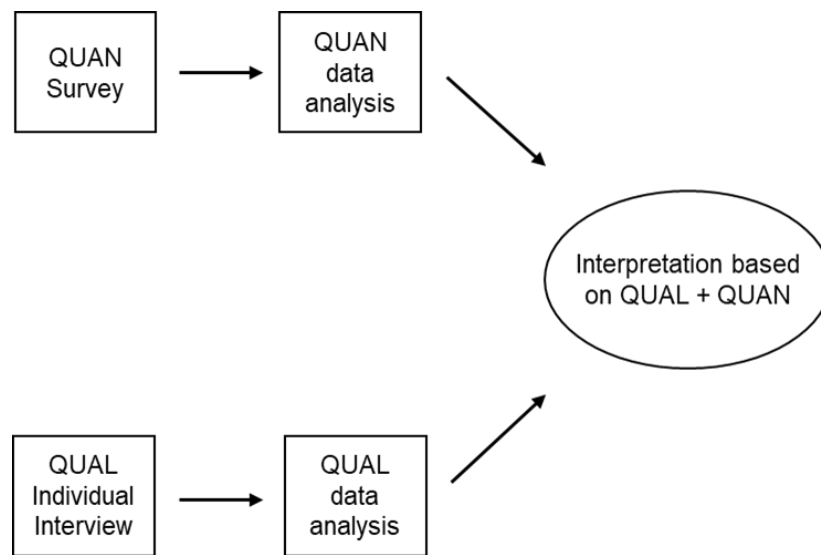 QUAN
Survey
QUAN
data
analysis
Interpretation based
on QUAL + QUAN
QUAL
Individual
Interview
QUAL
data
analysis